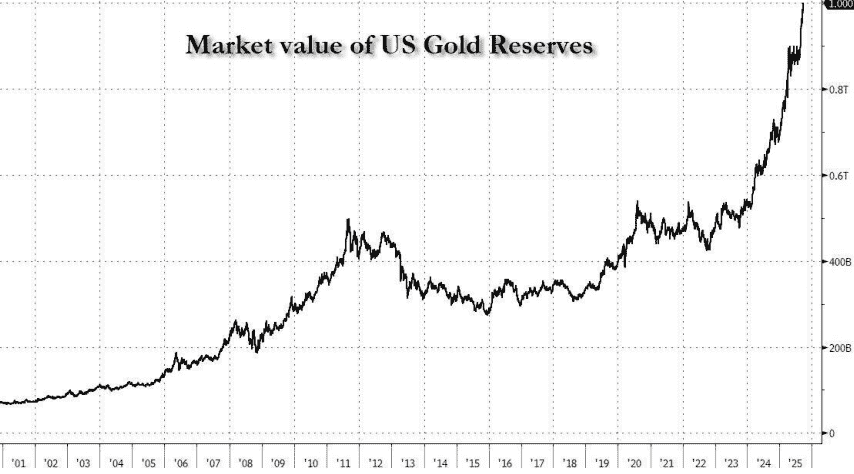 Market value of US Gold Reserves
1.000
0.8T
0.6T
400B
200B
0
'01 '02 '03 '04 '05 '06 '07 '08 '09 '10 '11 '12 '13 '14 '15 '16 '17 '18 '19 '20 '21 '22 '23 '24 '25